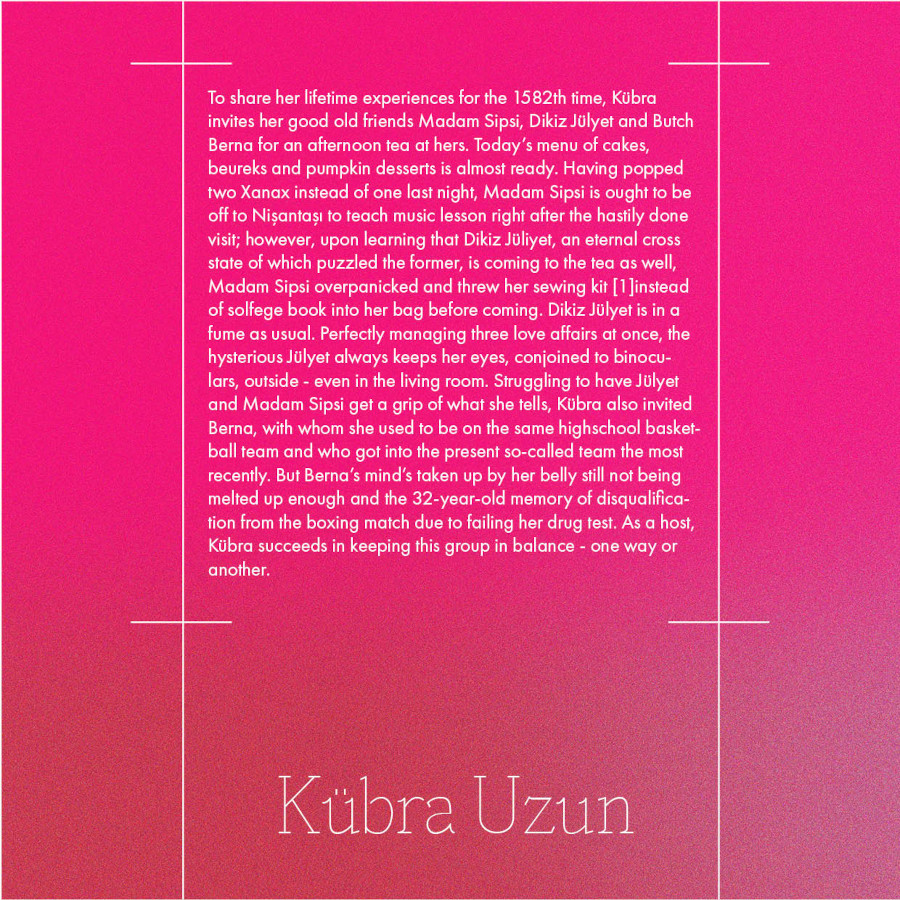 To share her lifetime experiences for the 1582th time, Kübra
invites her good old friends Madam Sipsi, Dikiz Jülyet and Butch
Berna for an afternoon tea at hers. Today’s menu of cakes,
beureks and pumpkin desserts is almost ready. Having popped
two Xanax instead of one last night, Madam Sipsi is ought to be
off to Nişantaşı to teach music lesson right after the hastily done
visit; however, upon learning that Dikiz Jüliyet, an eternal cross
state of which puzzled the former, is coming to the tea as well,
Madam Sipsi overpanicked and threw her sewing kit [1]instead
of solfege book into her bag before coming. Dikiz Jülyet is in a
fume as usual. Perfectly managing three love affairs at once, the
hysterious Jülyet always keeps her eyes, conjoined to binocu-
lars, outside - even in the living room. Struggling to have Jülyet
and Madam Sipsi get a grip of what she tells, Kübra also invited
Berna, with whom she used to be on the same highschool basket-
ball team and who got into the present so-called team the most
recently. But Berna’s mind’s taken up by her belly still not being
melted up enough and the 32-year-old memory of disqualifica-
tion from the boxing match due to failing her drug test. As a host,
Kübra succeeds in keeping this group in balance - one way or
another.
Kübra Uzun